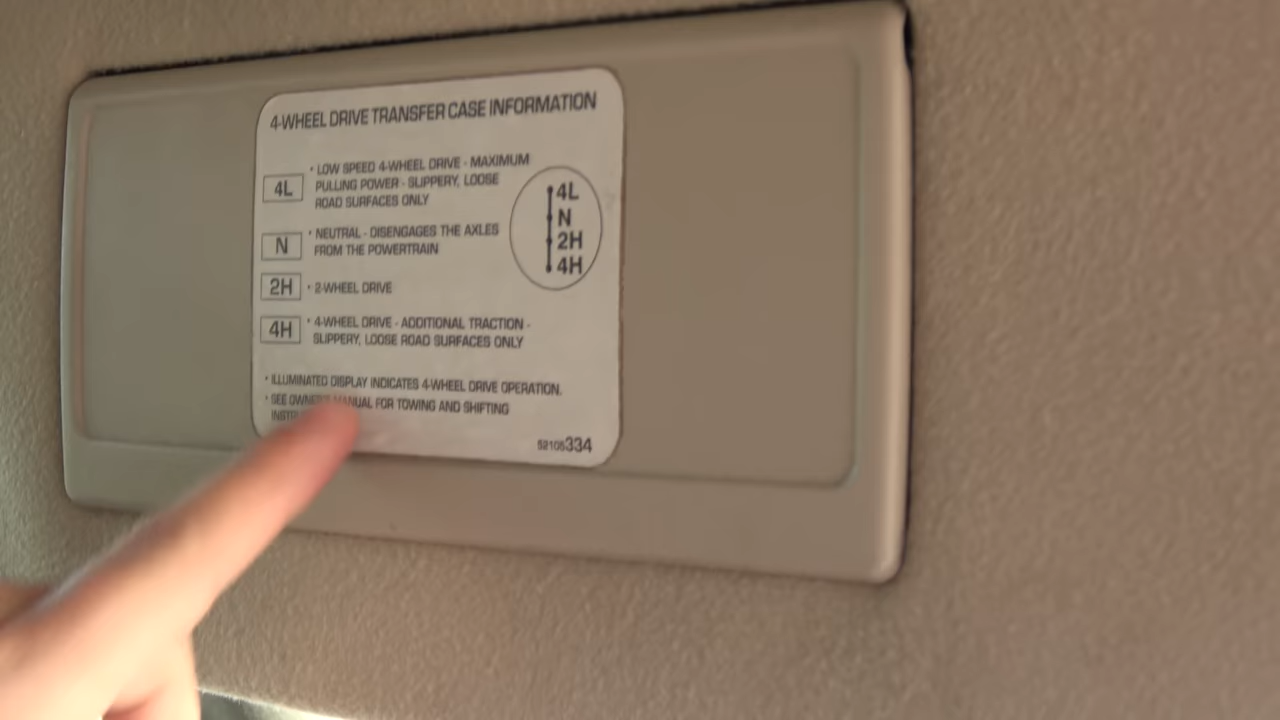 4-WHEEL DRIVE TRANSFER CASE INFORMATION
4L
• LOW SPEED 4-WHEEL DRIVE - MAXIMUM
PULLING POWER - SLIPPERY, LOOSE
ROAD SURFACES ONLY
N
• NEUTRAL - DISENGAGES THE AXLES
FROM THE POWERTRAIN
2H
• 2-WHEEL DRIVE
4H
• 4-WHEEL DRIVE - ADDITIONAL TRACTION -
SLIPPERY, LOOSE ROAD SURFACES ONLY
4L
N
2H
4H
• ILLUMINATED DISPLAY INDICATES 4-WHEEL DRIVE OPERATION.
• SEE OWNER'S MANUAL FOR TOWING AND SHIFTING
52105334